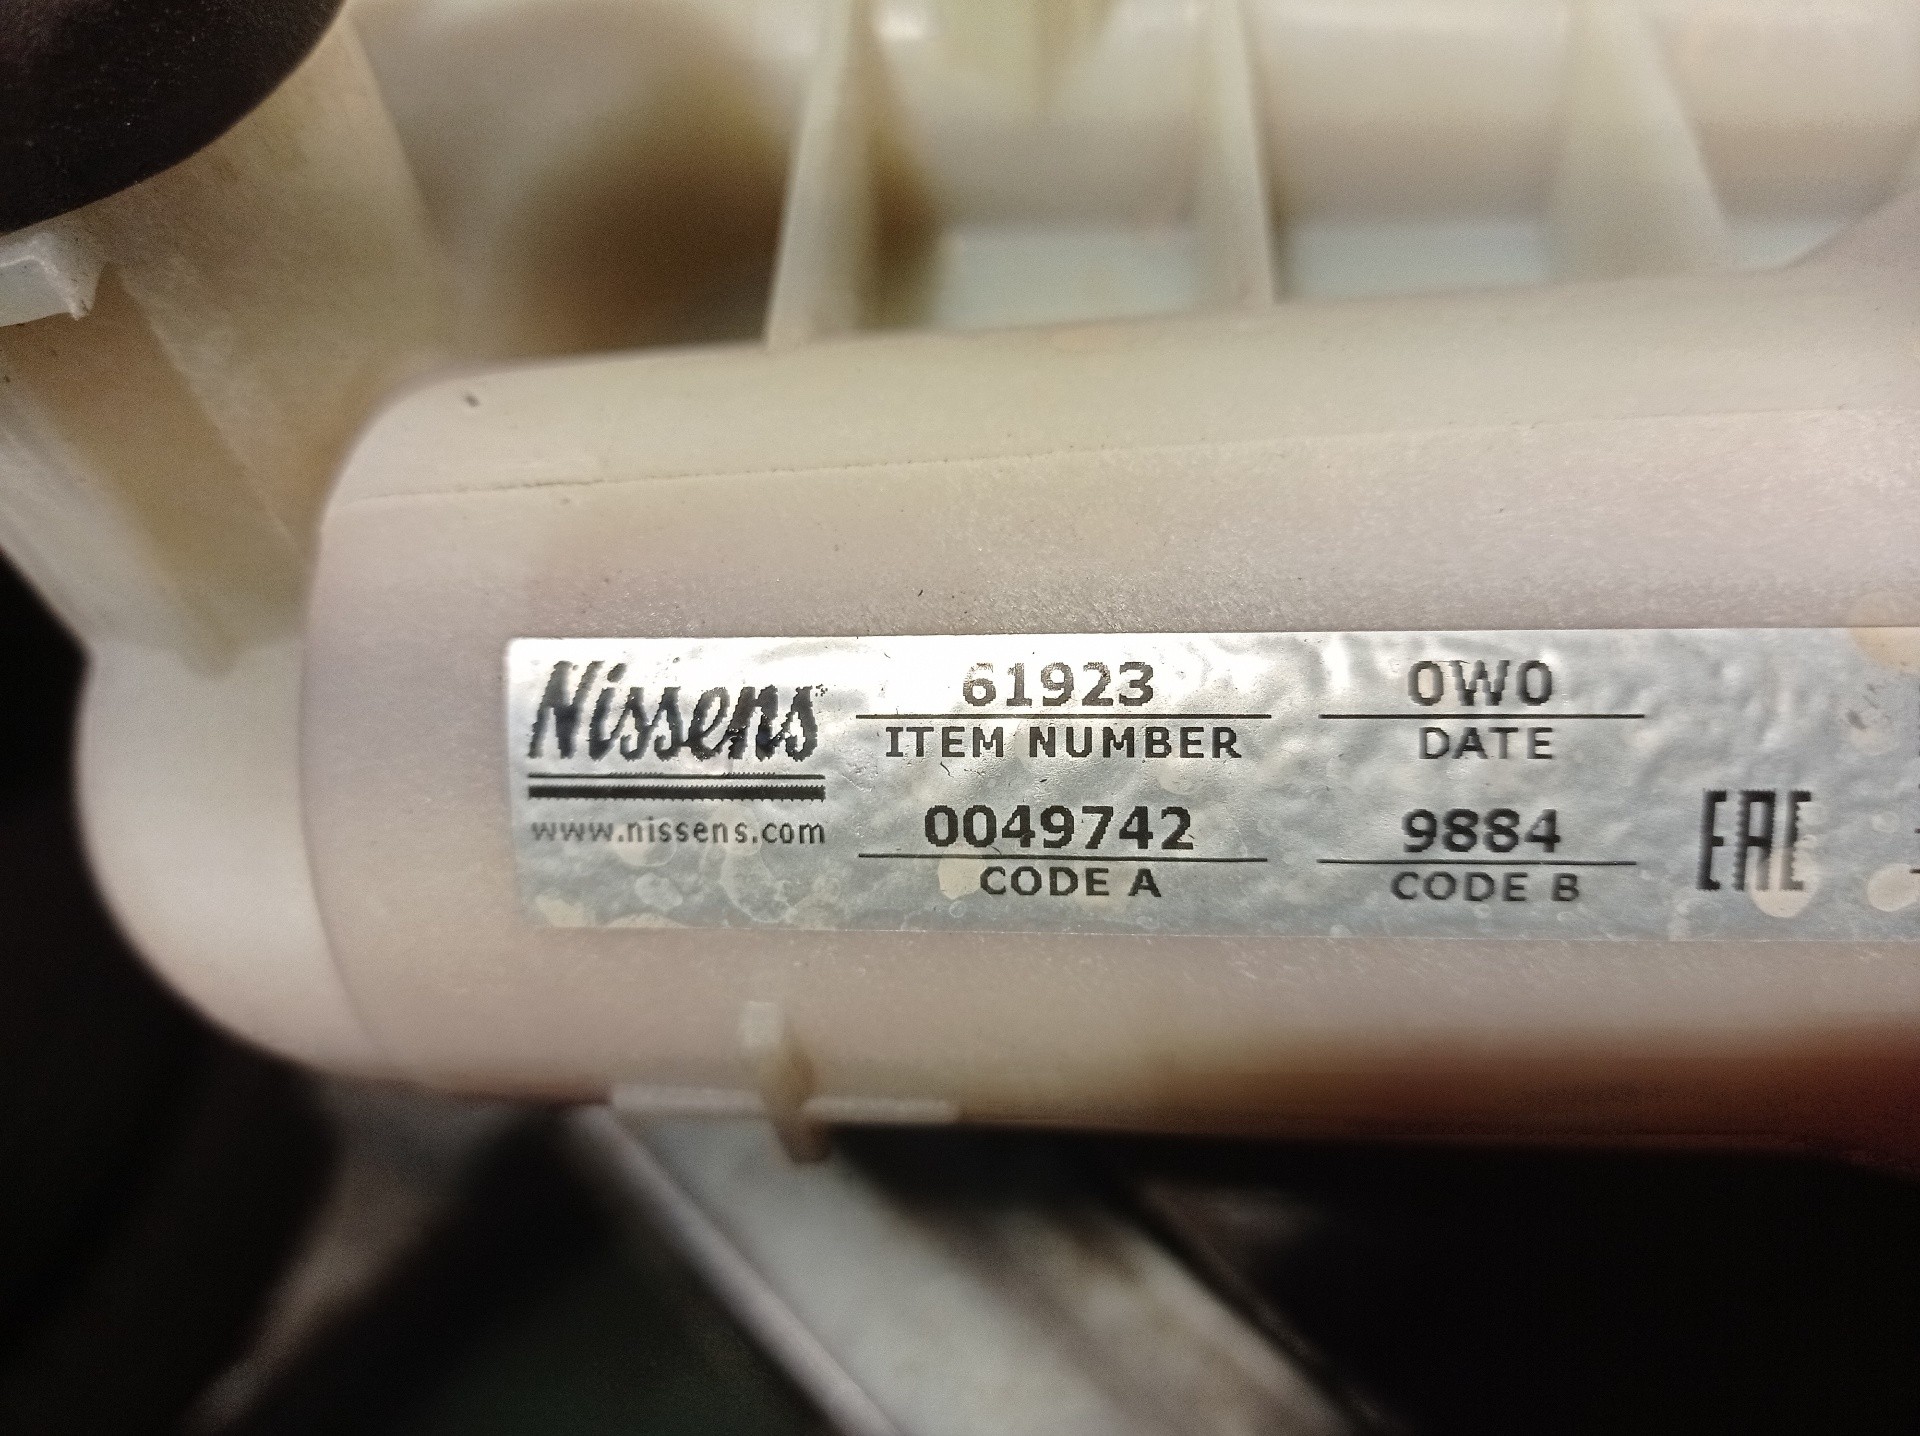 Nissens
www.nissens.com
61923
ITEM NUMBER
0W0
DATE
0049742
CODE A
9884
CODE B
EAC